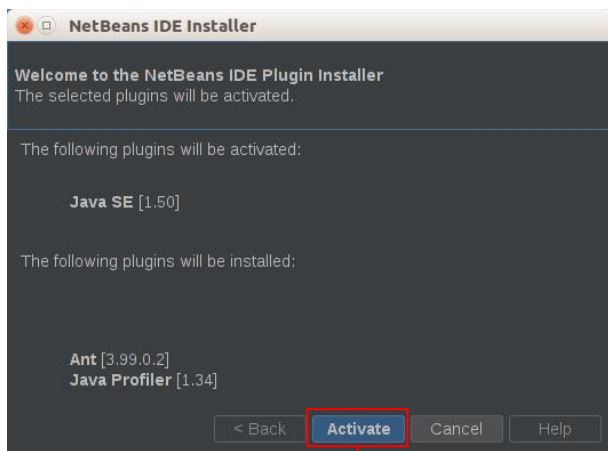 NetBeans IDE Installer
Welcome to the NetBeans IDE Plugin Installer
The selected plugins will be activated.
The following plugins will be activated:
Java SE [1.50]
The following plugins will be installed:
Ant [3.99.0.2]
Java Profiler [1.34]
< Back Activate Cancel Help